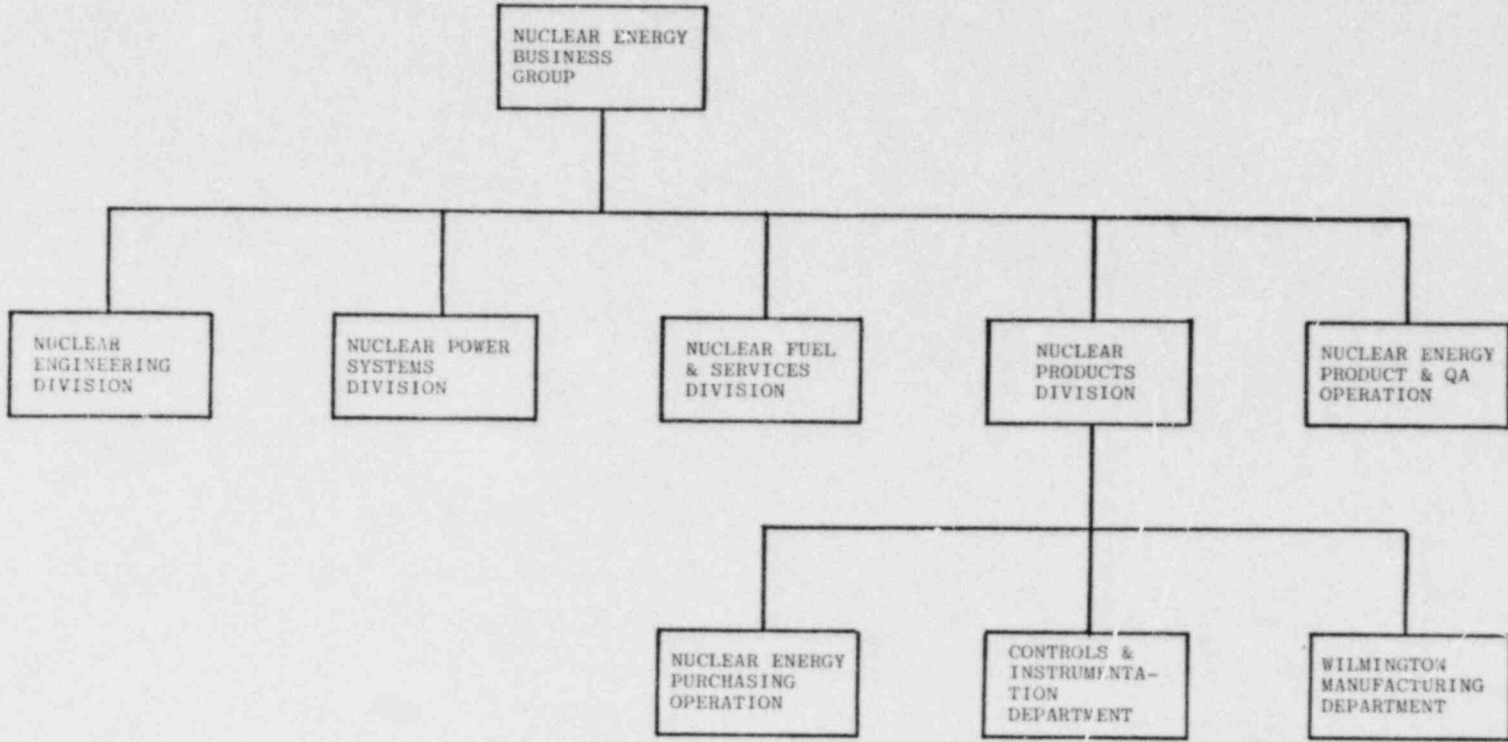 NUCLEAR ENERGY
BUSINESS
GROUP
NUCLEAR
ENGINEERING
DIVISION
NUCLEAR POWER
SYSTEMS
DIVISION
NUCLEAR FUEL
& SERVICES
DIVISION
NUCLEAR
PRODUCTS
DIVISION
NUCLEAR ENERGY
PRODUCT & QA
OPERATION
NUCLEAR ENERGY
PURCHASING
OPERATION
CONTROLS &
INSTRUMENTA-
TION
DEPARTMENT
WILMINGTON
MANUFACTURING
DEPARTMENT